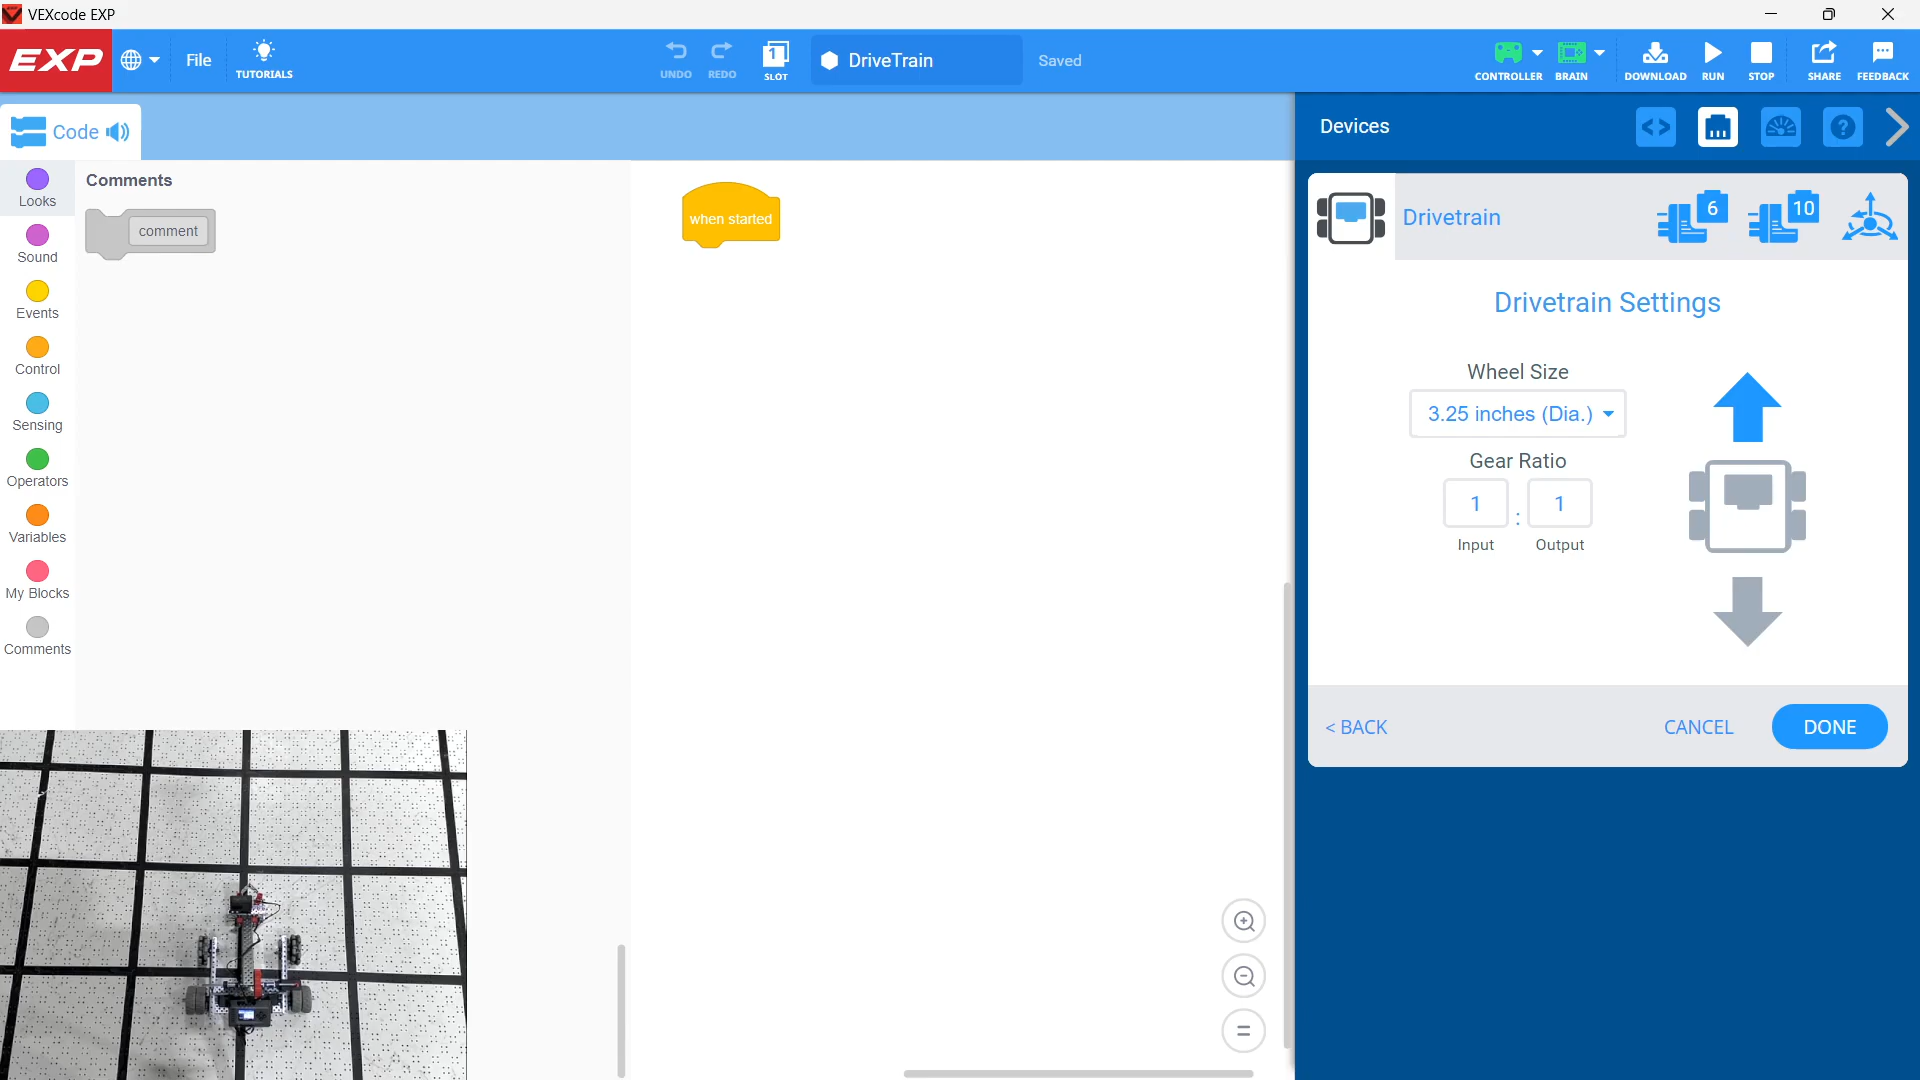 VEXcode EXP
EXP
File
TUTORIALS
UNDO
REDO
1
SLOT
DriveTrain
Saved
CONTROLLER
BRAIN
DOWNLOAD
RUN
STOP
SHARE
FEEDBACK
Code
Devices
Looks
Sound
Events
Control
Sensing
Operators
Variables
My Blocks
Comments
Comments
comment
when started
Drivetrain
6
10
Drivetrain Settings
Wheel Size
3.25 inches (Dia.)
Gear Ratio
1 : 1
Input Output
< BACK
CANCEL
DONE